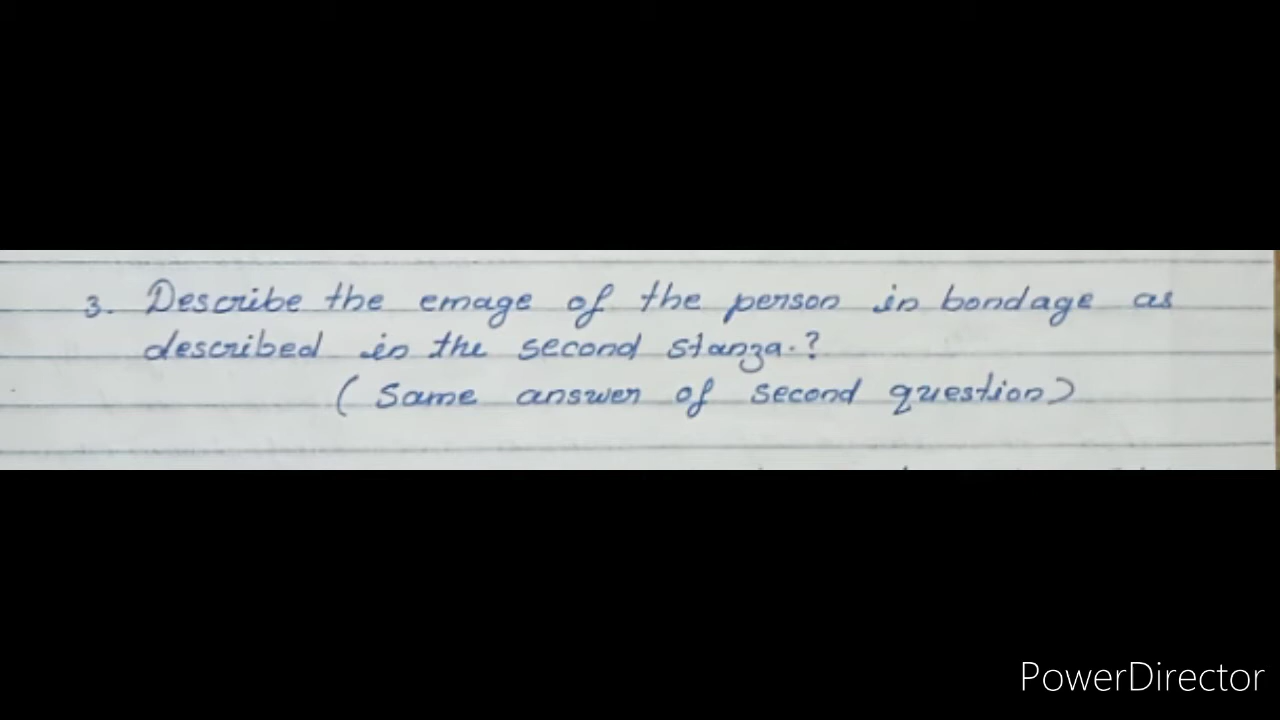 3. Describe the emage of the person in bondage as
described in the second stanza.?
( Same answer of second question)
PowerDirector